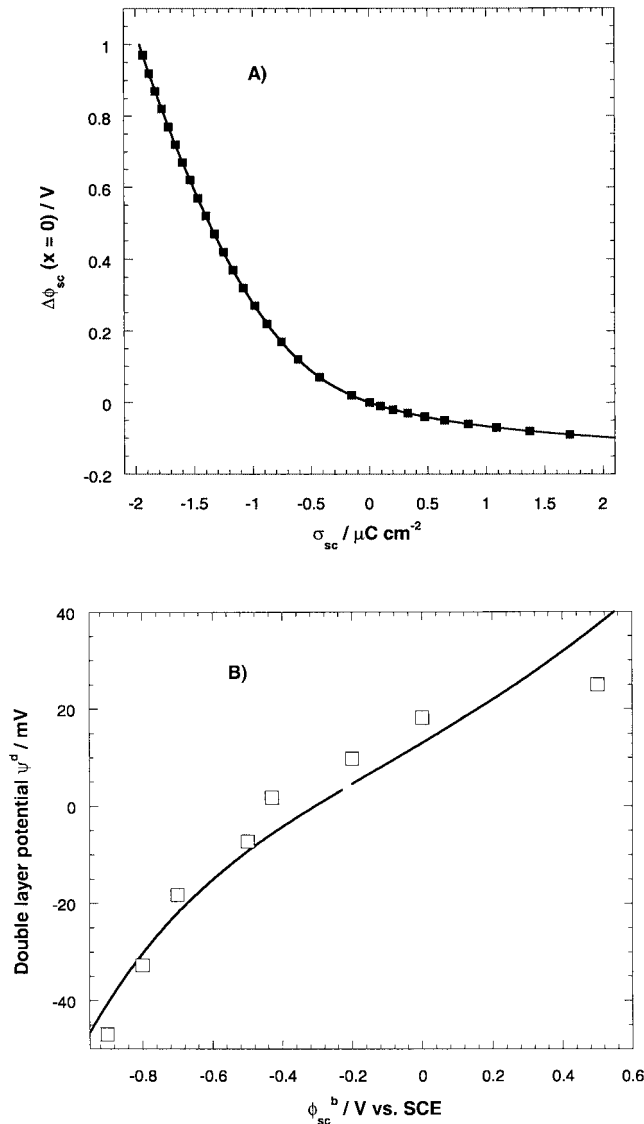 A)
1
0.8
0.6
0.4
0.2
0
-0.2
Δϕsc (x = 0) / V
-2 -1.5 -1 -0.5 0 0.5 1 1.5 2
σsc / μC cm-2
B)
40
20
0
-20
-40
Double layer potential ψd / mV
-0.8 -0.6 -0.4 -0.2 0 0.2 0.4 0.6
ϕscb / V vs. SCE